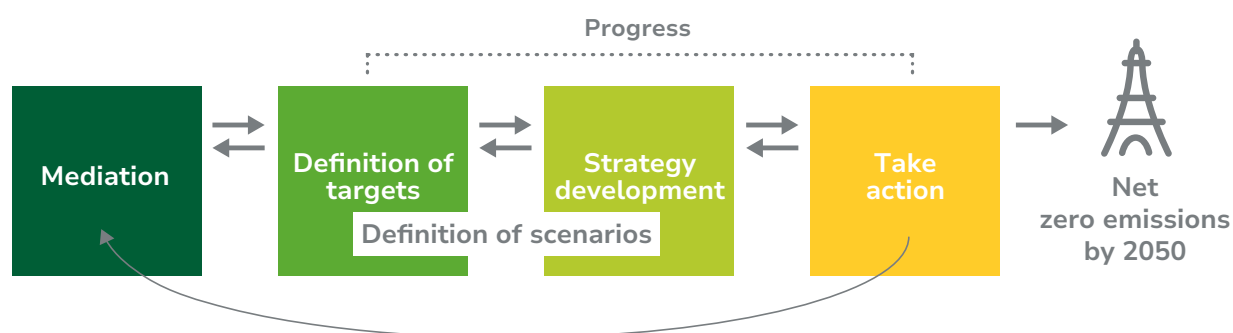 Progress
Mediation
Definition of
targets
Strategy
development
Take
action
Definition of scenarios
Net
zero emissions
by 2050